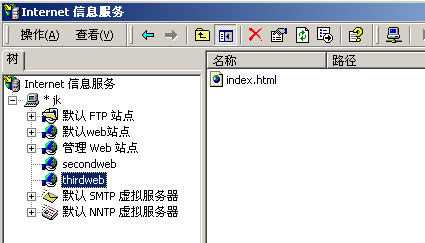 Internet 信息服务
操作(A) 查看(V)
树
名称 路径
Internet 信息服务
* jk
默认 FTP 站点
默认web站点
管理 Web 站点
secondweb
thirdweb
默认 SMTP 虚拟服务器
默认 NNTP 虚拟服务器
index.html